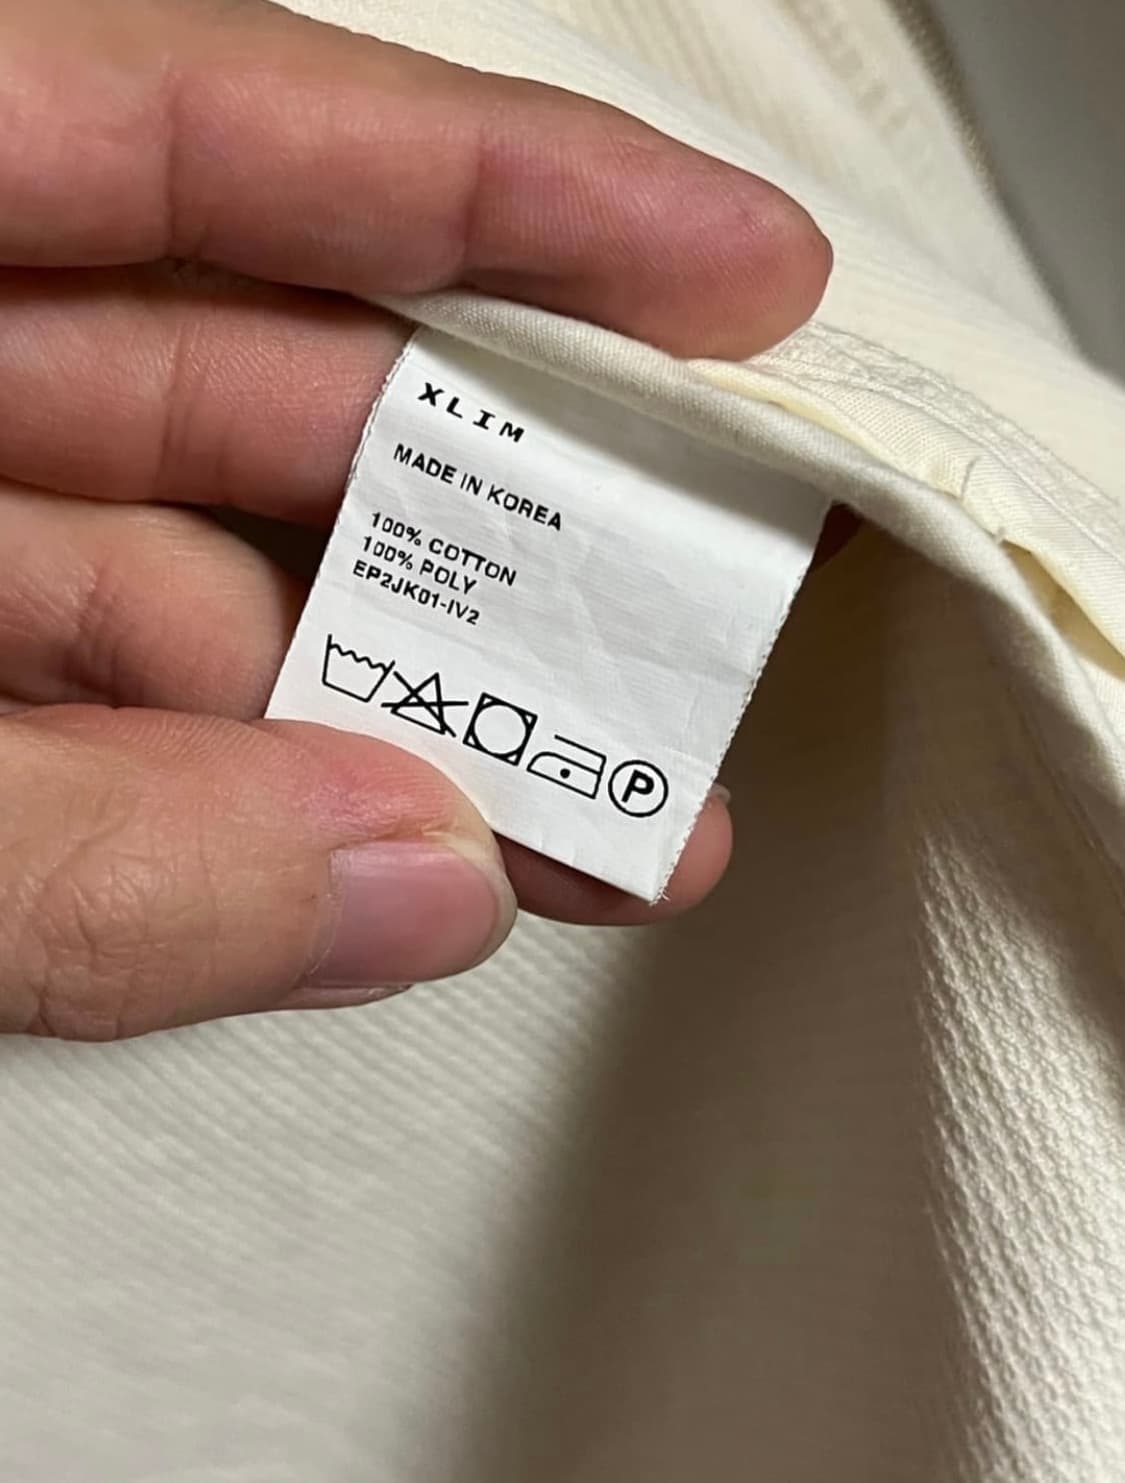 XLIM
MADE IN KOREA
100% COTTON
100% POLY
EP2JK01-IV2
P